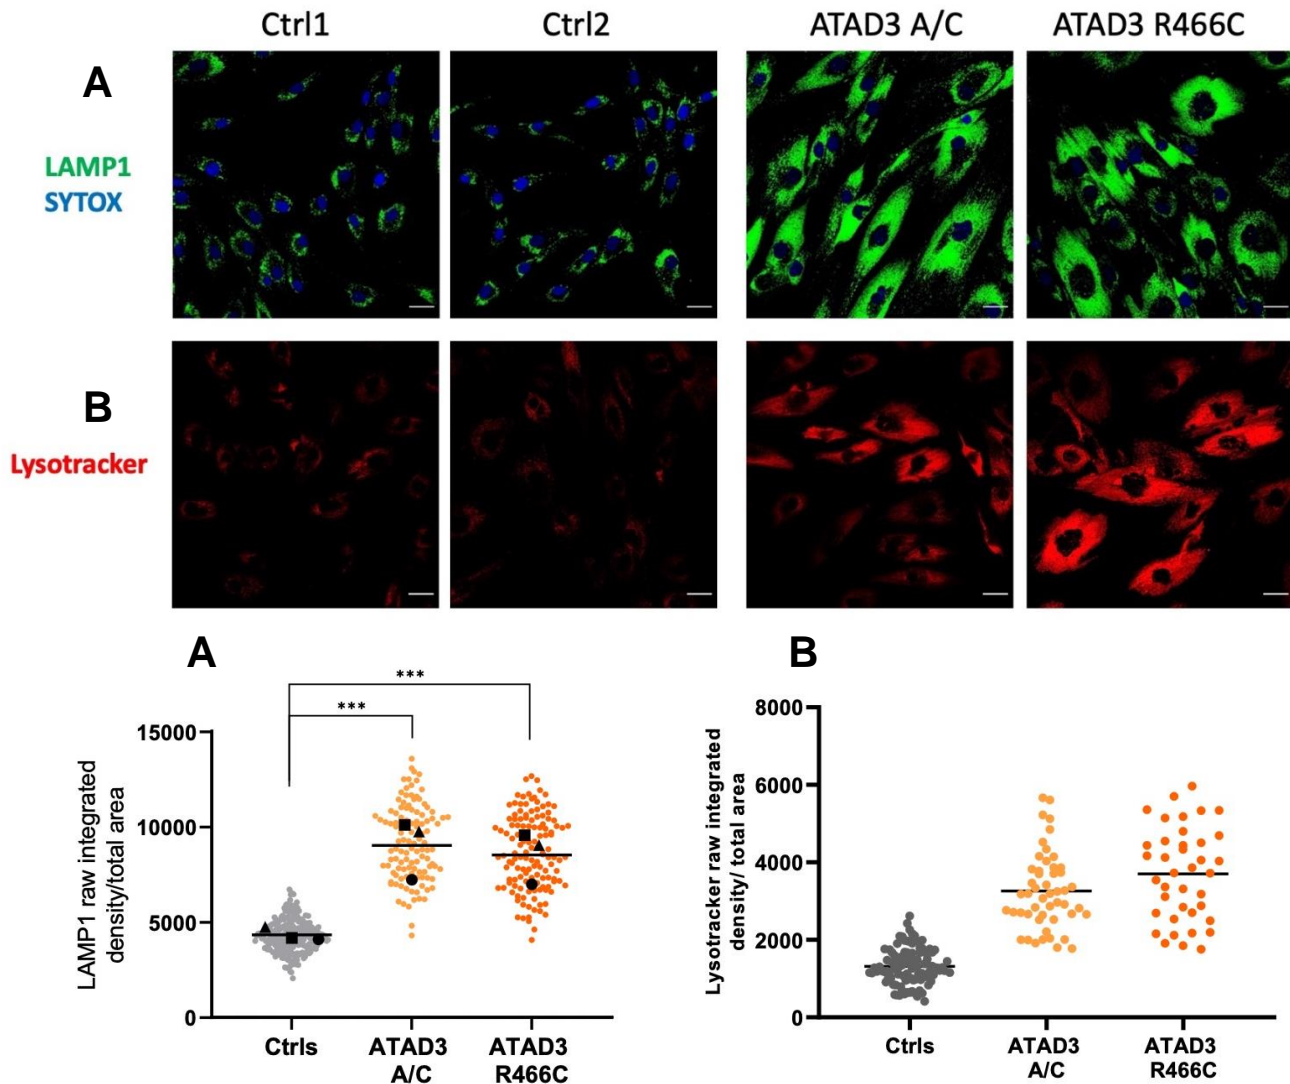 Ctrl1 Ctrl2 ATAD3 A/C ATAD3 R466C
A
LAMP1
SYTOX
B
Lysotracker
A
***
***
LAMP1 raw integrated
density/total area
15000
10000
5000
0
Ctrls
ATAD3
A/C
ATAD3
R466C
B
Lysotracker raw integrated
density/ total area
8000
6000
4000
2000
0
Ctrls
ATAD3
A/C
ATAD3
R466C